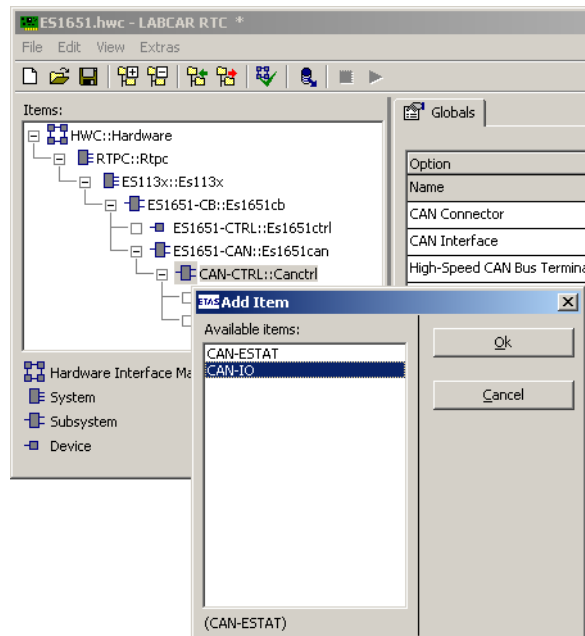 ES1651.hwc - LABCAR RTC *
File Edit View Extras
Items:
HWC::Hardware
RTPC::Rtpc
ES113x::Es113x
ES1651-CB::Es1651cb
ES1651-CTRL::Es1651ctrl
ES1651-CAN::Es1651can
CAN-CTRL::Canctrl
Hardware Interface Ma
System
Subsystem
Device
Globals
Option
Name
CAN Connector
CAN Interface
High-Speed CAN Bus Termina
ETAS Add Item
Available items:
CAN-ESTAT
CAN-IO
(CAN-ESTAT)
Ok
Cancel